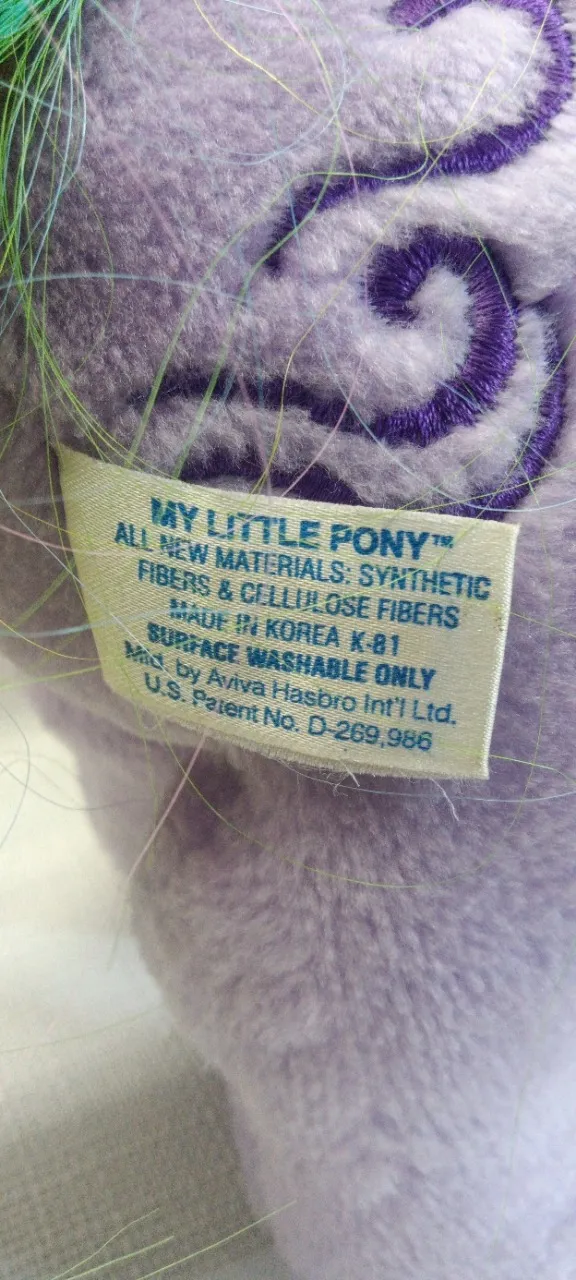 MY LITTLE PONY™
ALL NEW MATERIALS: SYNTHETIC
FIBERS & CELLULOSE FIBERS
MADE IN KOREA K-81
SURFACE WASHABLE ONLY
Mfd. by Aviva Hasbro Int'l Ltd.
U.S. Patent No. D-269,986